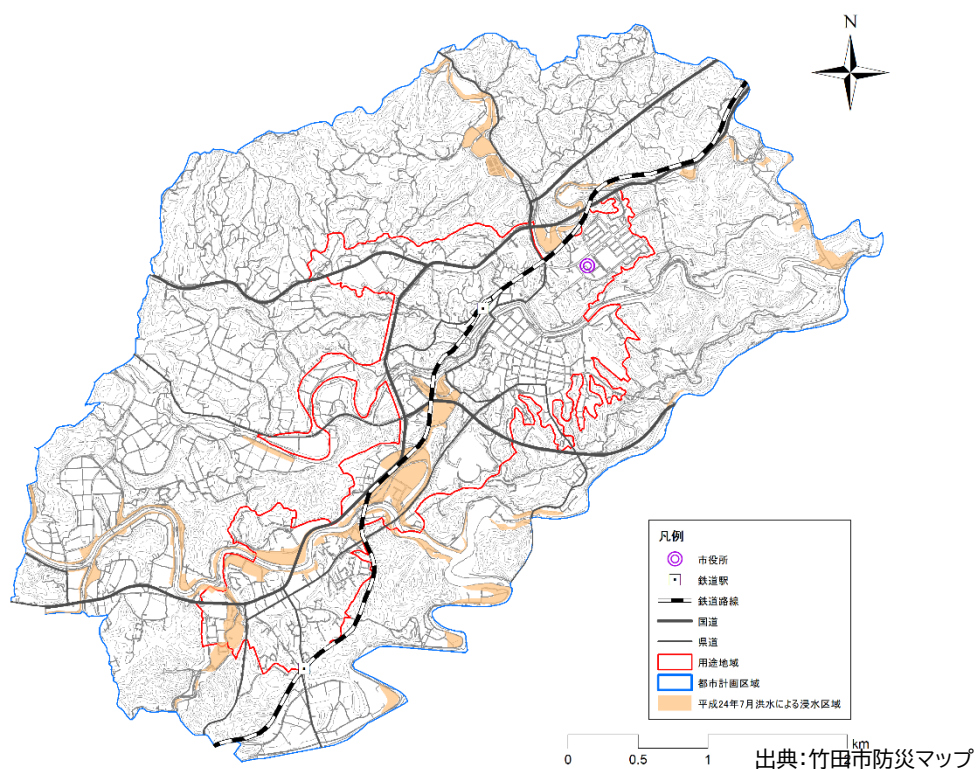 N
凡例
市役所
鉄道駅
鉄道路線
国道
県道
用途地域
都市計画区域
平成24年7月洪水による浸水区域
km
0 0.5 1 2
出典：竹田市防災マップ